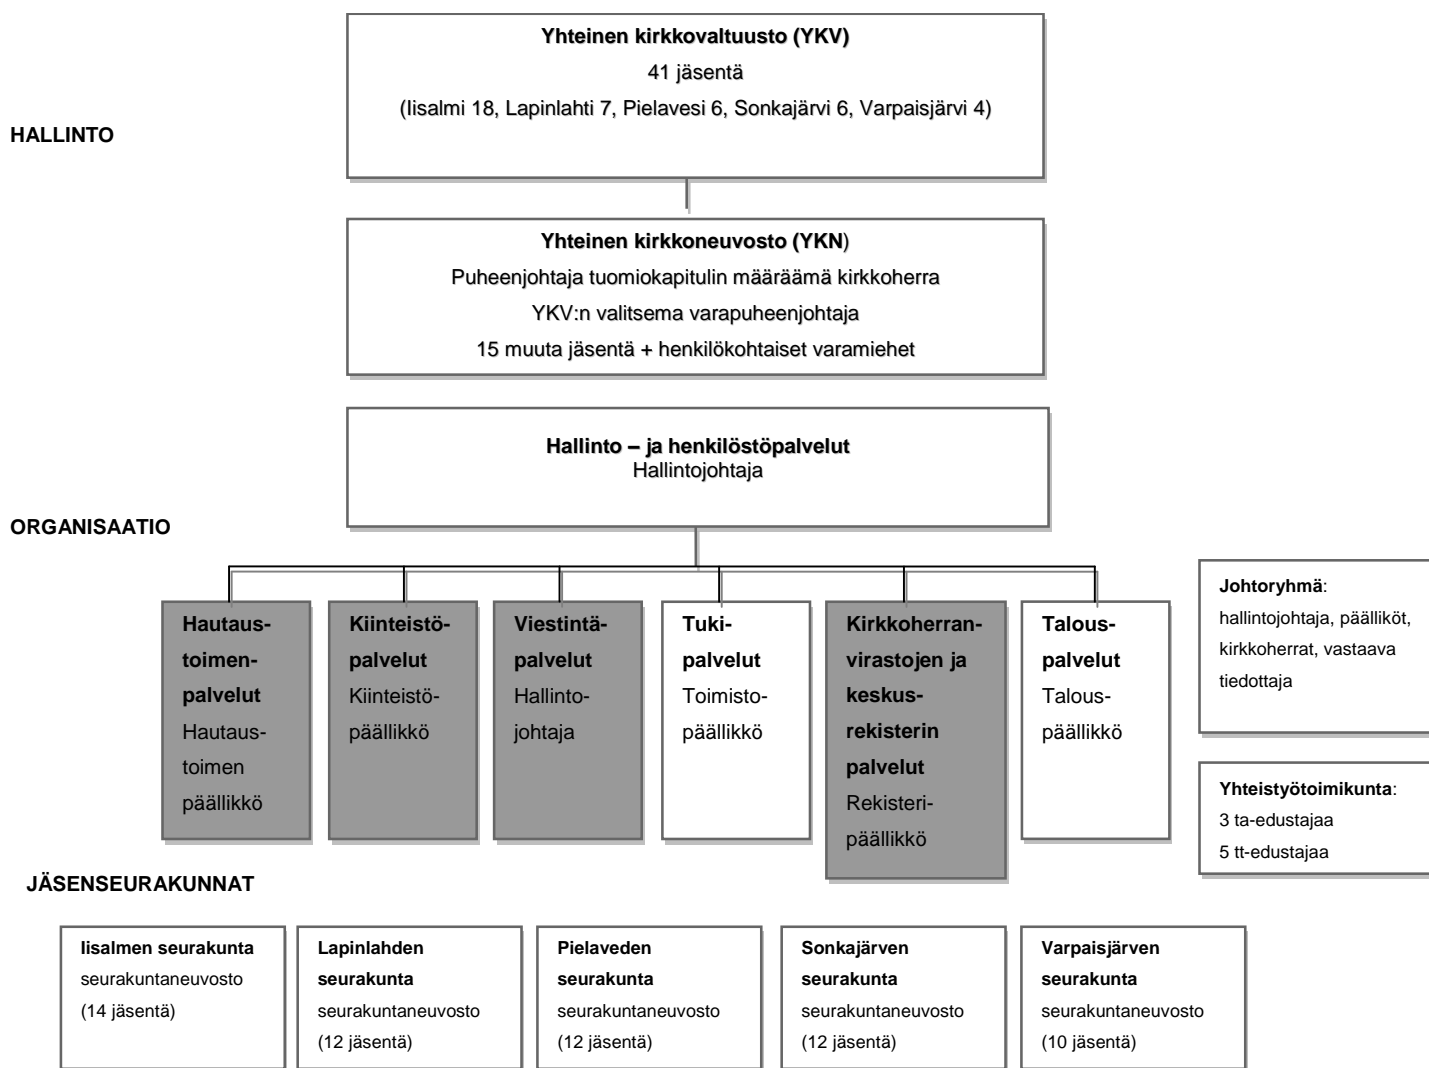 Yhteinen kirkkovaltuusto (YKV)
41 jäsentä
(Iisalmi 18, Lapinlahti 7, Pielavesi 6, Sonkajärvi 6, Varpaisjärvi 4)
HALLINTO
Yhteinen kirkkoneuvosto (YKN)
Puheenjohtaja tuomiokapitulin määräämä kirkkoherra
YKV:n valitsema varapuheenjohtaja
15 muuta jäsentä + henkilökohtaiset varamiehet
Hallinto – ja henkilöstöpalvelut
Hallintojohtaja
ORGANISAATIO
Hautaus-
toimen-
palvelut
Hautaus-
toimen
päällikkö
Kiinteistö-
palvelut
Kiinteistö-
päällikkö
Viestintä-
palvelut
Hallinto-
johtaja
Tuki-
palvelut
Toimisto-
päällikkö
Kirkkoherran-
virastojen ja
keskus-
rekisterin
palvelut
Rekisteri-
päällikkö
Talous-
palvelut
Talous-
päällikkö
Johtoryhmä:
hallintojohtaja, päälliköt,
kirkkoherrat, vastaava
tiedottaja
Yhteistyötoimikunta:
3 ta-edustajaa
5 tt-edustajaa
JÄSENSEURAKUNNAT
Iisalmen seurakunta
seurakuntaneuvosto
(14 jäsentä)
Lapinlahden
seurakunta
seurakuntaneuvosto
(12 jäsentä)
Pielaveden
seurakunta
seurakuntaneuvosto
(12 jäsentä)
Sonkajärven
seurakunta
seurakuntaneuvosto
(12 jäsentä)
Varpaisjärven
seurakunta
seurakuntaneuvosto
(10 jäsentä)